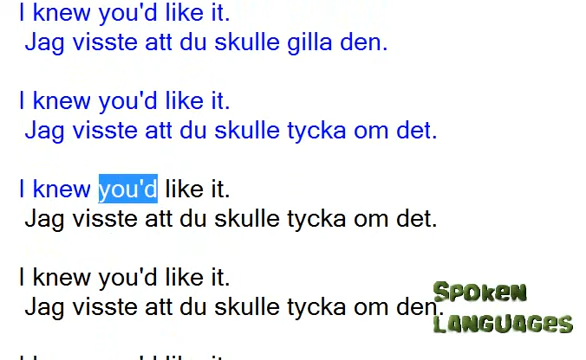 I knew you'd like it.
Jag visste att du skulle gilla den.
I knew you'd like it.
Jag visste att du skulle tycka om det.
I knew you'd like it.
Jag visste att du skulle tycka om det.
I knew you'd like it.
Jag visste att du skulle tycka om den.
Spoken
Languages